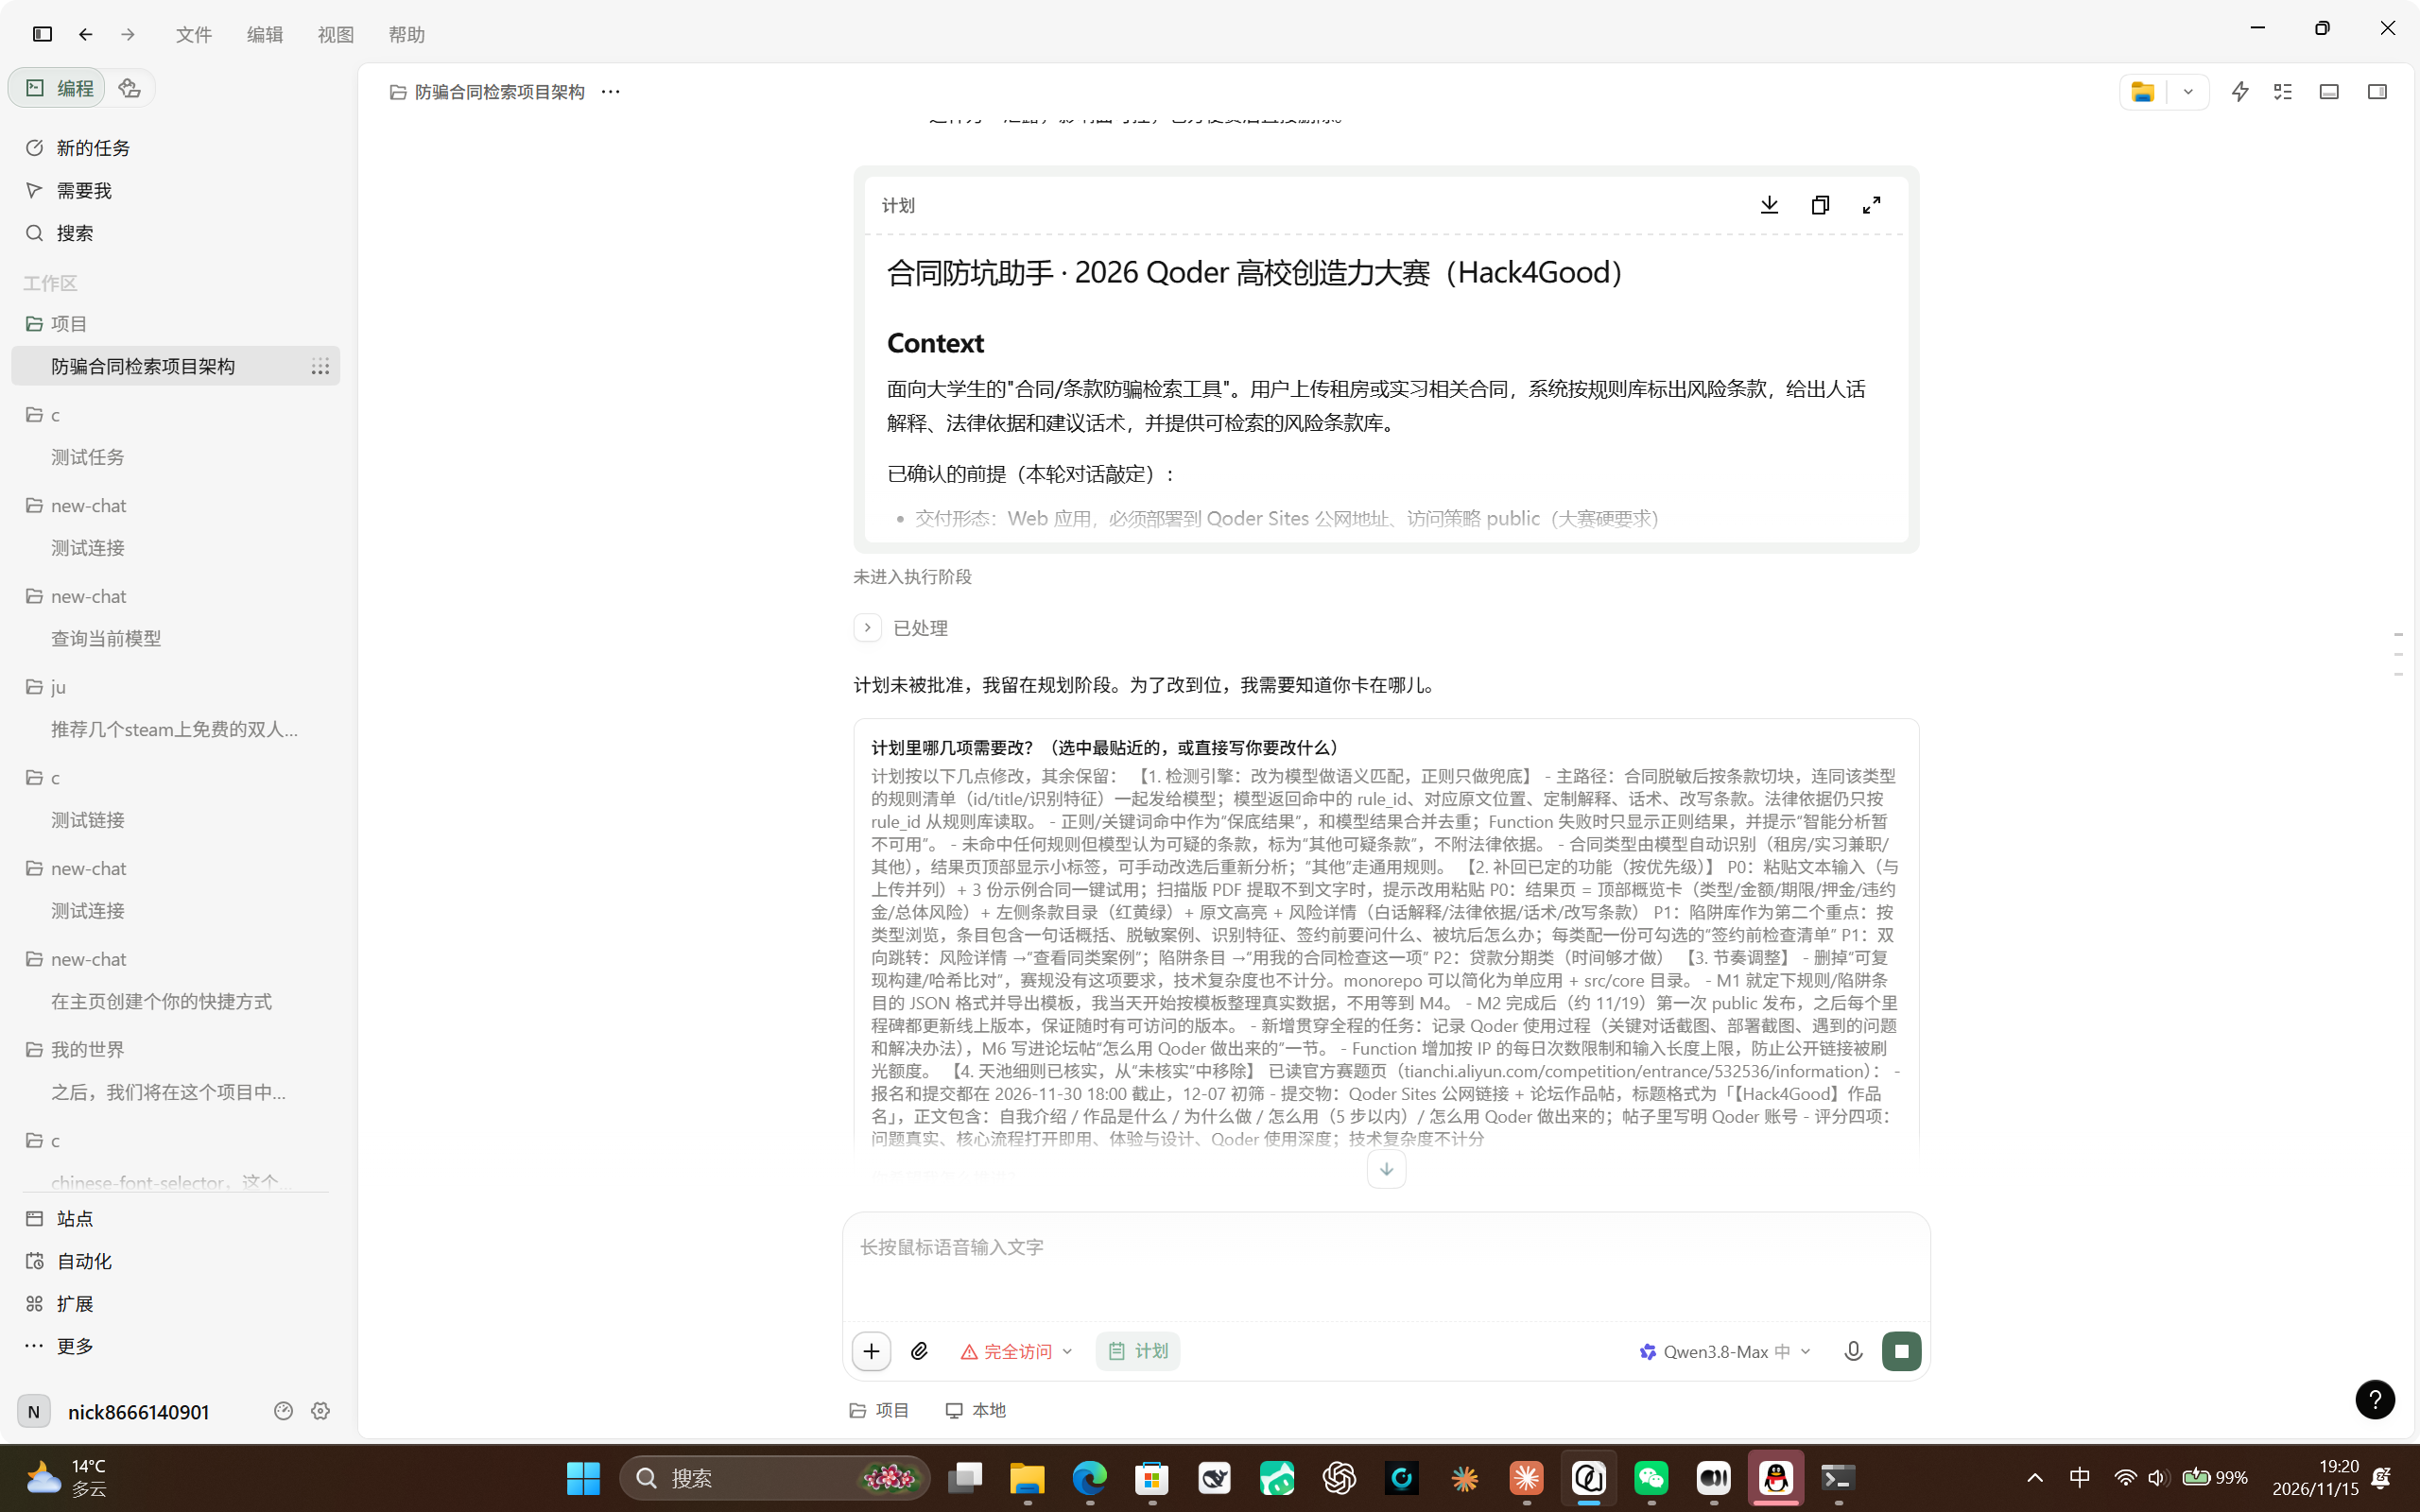 文件 编辑 视图 帮助
编程
新的任务
需要我
搜索
工作区
项目
防骗合同检索项目架构
c
测试任务
new-chat
测试连接
new-chat
查询当前模型
ju
推荐几个steam上免费的双人...
c
测试链接
new-chat
测试连接
new-chat
在主页创建个你的快捷方式
我的世界
之后，我们将在这个项目中...
c
chinese-font-selector，这个...
站点
自动化
扩展
更多
N nick8666140901
防骗合同检索项目架构
计划
合同防坑助手 · 2026 Qoder 高校创造力大赛（Hack4Good）
Context
面向大学生的"合同/条款防骗检索工具"。用户上传租房或实习相关合同，系统按规则库标出风险条款，给出人话
解释、法律依据和建议话术，并提供可检索的风险条款库。
已确认的前提（本轮对话敲定）：
• 交付形态：Web 应用，必须部署到 Qoder Sites 公网地址、访问策略 public（大赛硬要求）
未进入执行阶段
已处理
计划未被批准，我留在规划阶段。为了改到位，我需要知道你卡在哪儿。
计划里哪几项需要改？（选中最贴近的，或直接写你要改什么）
计划按以下几点修改，其余保留： 【1. 检测引擎：改为模型做语义匹配，正则只做兜底】 - 主路径：合同脱敏后按条款切块，连同该类型
的规则清单（id/title/识别特征）一起发给模型；模型返回命中的 rule_id、对应原文位置、定制解释、话术、改写条款。法律依据仍只按
rule_id 从规则库读取。 - 正则/关键词命中作为“保底结果”，和模型结果合并去重；Function 失败时只显示正则结果，并提示“智能分析暂
不可用”。 - 未命中任何规则但模型认为可疑的条款，标为“其他可疑条款”，不附法律依据。 - 合同类型由模型自动识别（租房/实习兼职/
其他），结果页顶部显示小标签，可手动改选后重新分析；“其他”走通用规则。 【2. 补回已定的功能（按优先级）】 P0：粘贴文本输入（与
上传并列）+ 3 份示例合同一键试用；扫描版 PDF 提取不到文字时，提示改用粘贴 P0：结果页 = 顶部概览卡（类型/金额/期限/押金/违约
金/总体风险）+ 左侧条款目录（红黄绿）+ 原文高亮 + 风险详情（白话解释/法律依据/话术/改写条款） P1：陷阱库作为第二个重点：按
类型浏览，条目包含一句话概括、脱敏案例、识别特征、签约前要问什么、被坑后怎么办；每类配一份可勾选的“签约前检查清单” P1：双
向跳转：风险详情 →“查看同类案例”；陷阱条目 →“用我的合同检查这一项” P2：贷款分期类（时间够才做） 【3. 节奏调整】 - 删掉“可复
现构建/哈希比对”，赛规没有这项要求，技术复杂度也不计分。monorepo 可以简化为单应用 + src/core 目录。 - M1 就定下规则/陷阱条
目的 JSON 格式并导出模板，我当天开始按模板整理真实数据，不用等到 M4。 - M2 完成后（约 11/19）第一次 public 发布，之后每个里
程碑都更新线上版本，保证随时有可访问的版本。 - 新增贯穿全程的任务：记录 Qoder 使用过程（关键对话截图、部署截图、遇到的问题
和解决办法），M6 写进论坛帖“怎么用 Qoder 做出来的”一节。 - Function 增加按 IP 的每日次数限制和输入长度上限，防止公开链接被刷
光额度。 【4. 天池细则已核实，从“未核实”中移除】 已读官方赛题页（tianchi.aliyun.com/competition/entrance/532536/information）： -
报名和提交都在 2026-11-30 18:00 截止，12-07 初筛 - 提交物：Qoder Sites 公网链接 + 论坛作品帖，标题格式为「【Hack4Good】作品
名」，正文包含：自我介绍 / 作品是什么 / 为什么做 / 怎么用（5 步以内）/ 怎么用 Qoder 做出来的；帖子里写明 Qoder 账号 - 评分四项：
问题真实、核心流程打开即用、体验与设计、Qoder 使用深度；技术复杂度不计分
长按鼠标语音输入文字
完全访问 计划 Qwen3.8-Max 中
项目 本地
?
14°C
多云
搜索
中 99%
19:20
2026/11/15